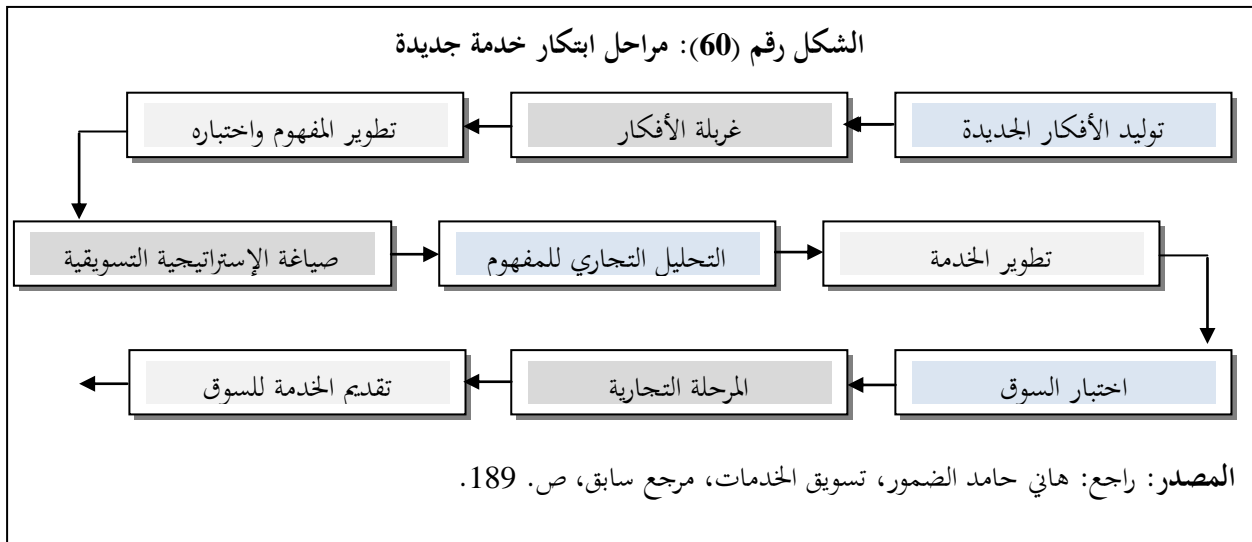 الشكل رقم (60): مراحل ابتكار خدمة جديدة
توليد الأفكار الجديدة
غربلة الأفكار
تطوير المفهوم واختباره
صياغة الإستراتيجية التسويقية
التحليل التجاري للمفهوم
تطوير الخدمة
اختبار السوق
المرحلة التجارية
تقديم الخدمة للسوق
المصدر: راجع: هاني حامد الضمور، تسويق الخدمات، مرجع سابق، ص. 189.